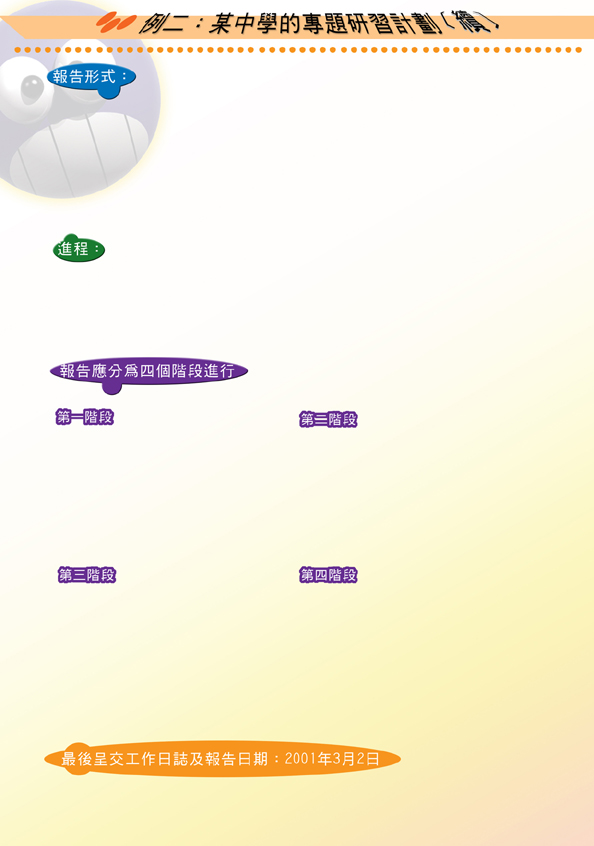 例二：某中學的專題研習計劃（續）
報告形式：
進程：
報告應分為四個階段進行
第一階段
第二階段
第三階段
第四階段
最後呈交工作日誌及報告日期：2001年3月2日